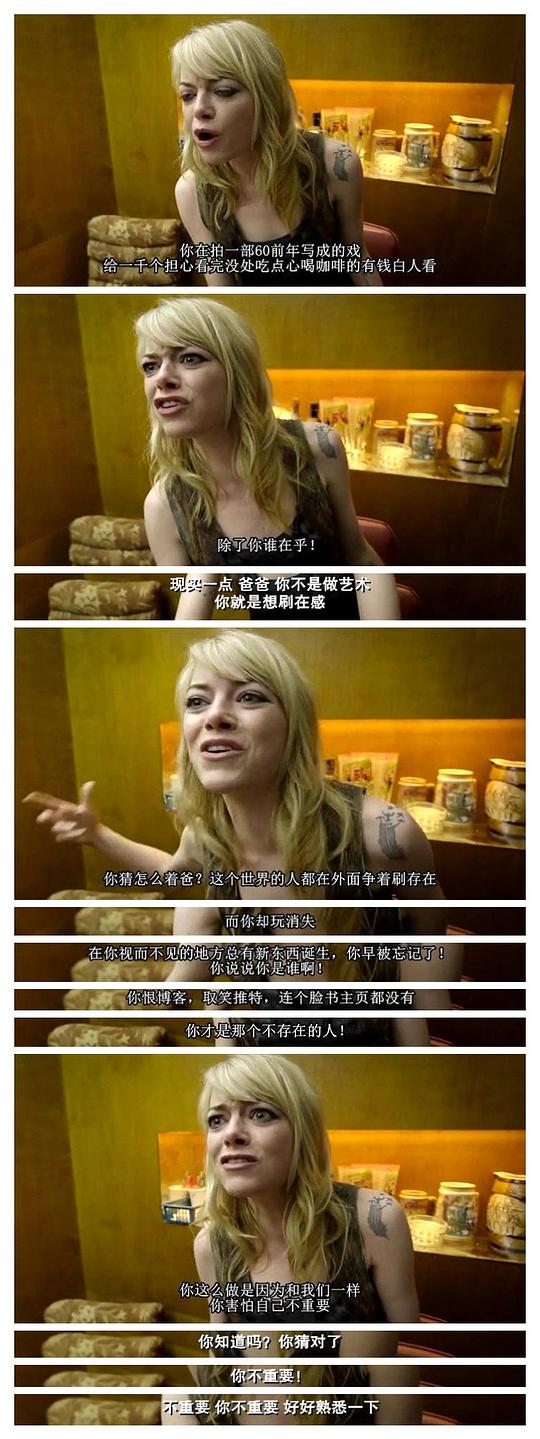 你在拍一部60前年写成的戏
给一千个担心看完没处吃点心喝咖啡的有钱白人看
除了你谁在乎！
现实一点 爸爸 你不是做艺术
你就是想刷在感
你猜怎么着爸？这个世界的人都在外面争着刷存在
而你却玩消失
在你视而不见的地方总有新东西诞生，你早被忘记了！
你说说你是谁啊！
你恨博客，取笑推特，连个脸书主页都没有
你才是那个不存在的人！
你这么做是因为和我们一样
你害怕自己不重要
你知道吗？你猜对了
你不重要！
不重要 你不重要 好好熟悉一下